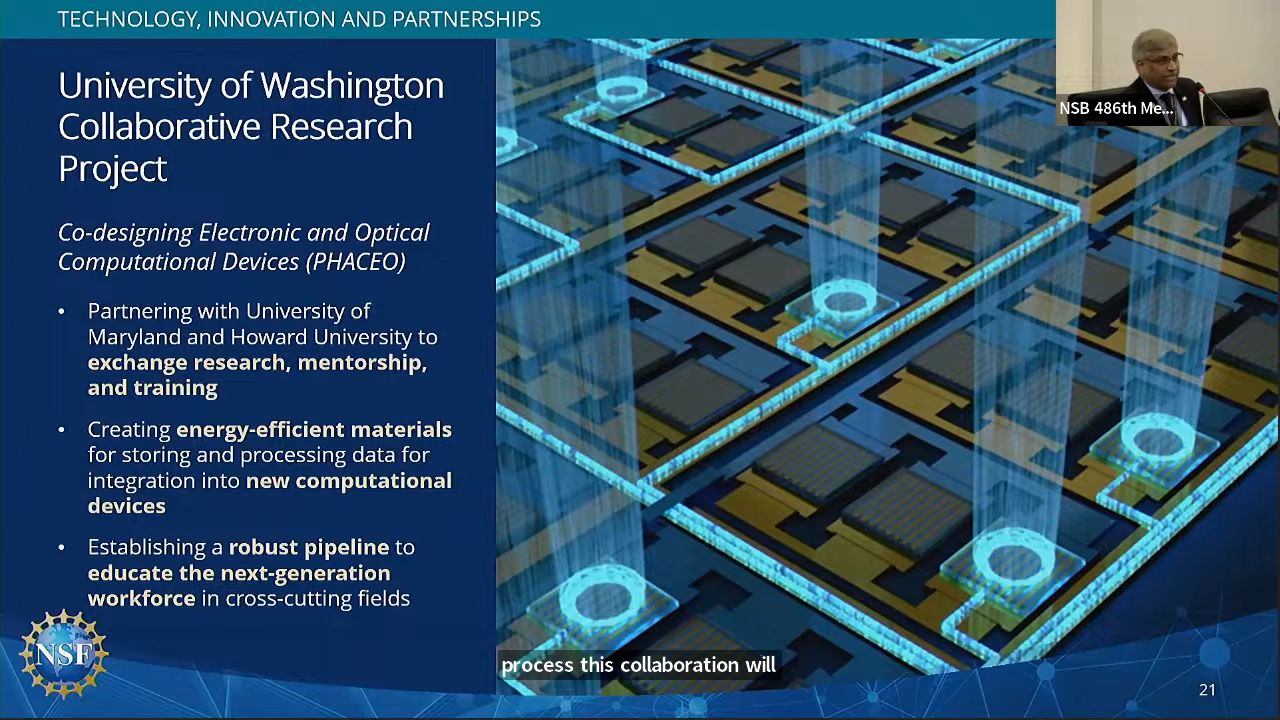 TECHNOLOGY, INNOVATION AND PARTNERSHIPS
NSB 486th Me...
University of Washington
Collaborative Research
Project
Co-designing Electronic and Optical
Computational Devices (PHACEO)
• Partnering with University of
Maryland and Howard University to
exchange research, mentorship,
and training
• Creating energy-efficient materials
for storing and processing data for
integration into new computational
devices
• Establishing a robust pipeline to
educate the next-generation
workforce in cross-cutting fields
NSF
process this collaboration will
21